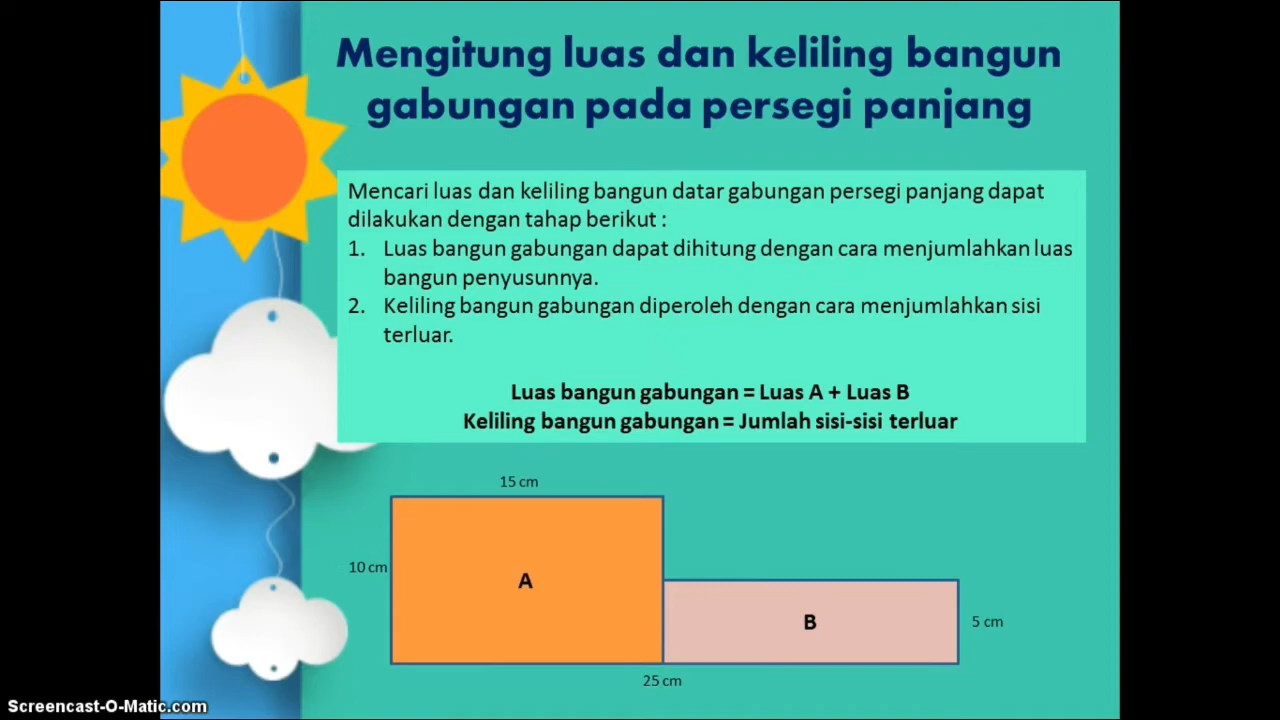 Mengitung luas dan keliling bangun
gabungan pada persegi panjang
Mencari luas dan keliling bangun datar gabungan persegi panjang dapat
dilakukan dengan tahap berikut :
1. Luas bangun gabungan dapat dihitung dengan cara menjumlahkan luas
bangun penyusunnya.
2. Keliling bangun gabungan diperoleh dengan cara menjumlahkan sisi
terluar.
Luas bangun gabungan = Luas A + Luas B
Keliling bangun gabungan = Jumlah sisi-sisi terluar
15 cm
10 cm
A
B
5 cm
25 cm
Screencast-O-Matic.com